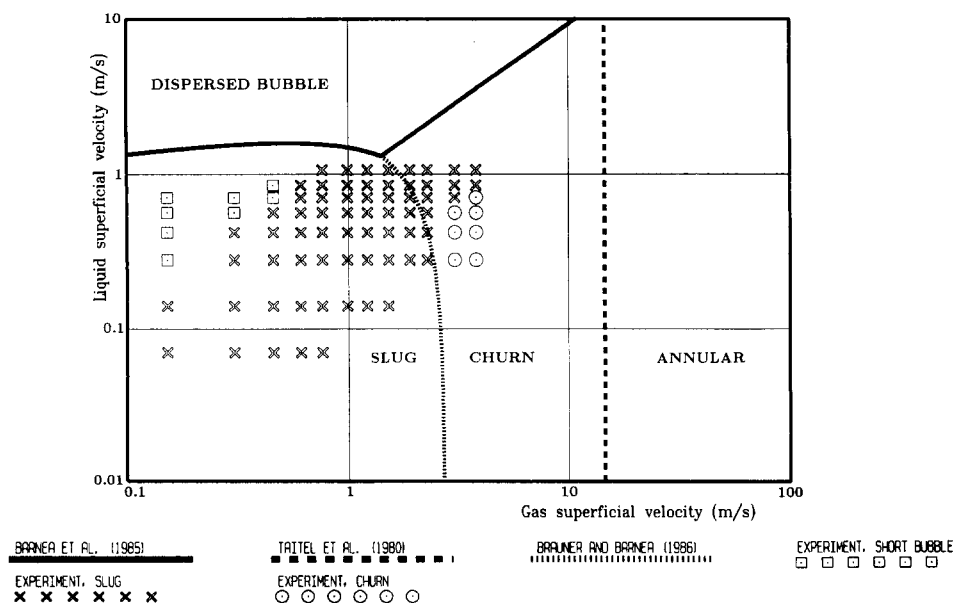 10
DISPERSED BUBBLE
Liquid superficial velocity (m/s)
1
0.1
SLUG
CHURN
ANNULAR
0.01
0.1
1
10
100
Gas superficial velocity (m/s)
BARNEA ET AL. (1985)
TAITEL ET AL. (1980)
BRAUNER AND BARNEA (1986)
EXPERIMENT, SHORT BUBBLE
EXPERIMENT, SLUG
EXPERIMENT, CHURN